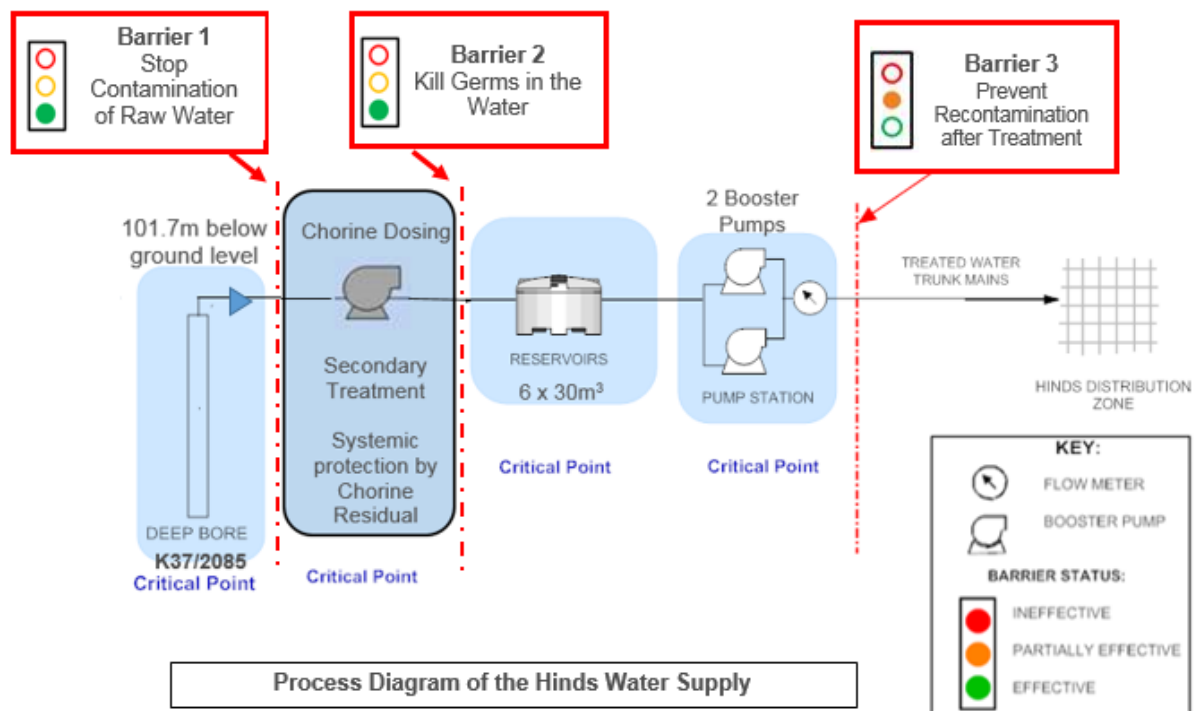 Barrier 1
Stop
Contamination
of Raw Water
Barrier 2
Kill Germs in the
Water
Barrier 3
Prevent
Recontamination
after Treatment
101.7m below
ground level
Chorine Dosing
2 Booster
Pumps
TREATED WATER
TRUNK MAINS
Secondary
Treatment
Systemic
protection by
Chorine
Residual
RESERVOIRS
6 x 30m³
PUMP STATION
HINDS DISTRIBUTION
ZONE
DEEP BORE
K37/2085
Critical Point
Critical Point
Critical Point
Critical Point
KEY:
FLOW METER
BOOSTER PUMP
BARRIER STATUS:
INEFFECTIVE
PARTIALLY EFFECTIVE
EFFECTIVE
Process Diagram of the Hinds Water Supply